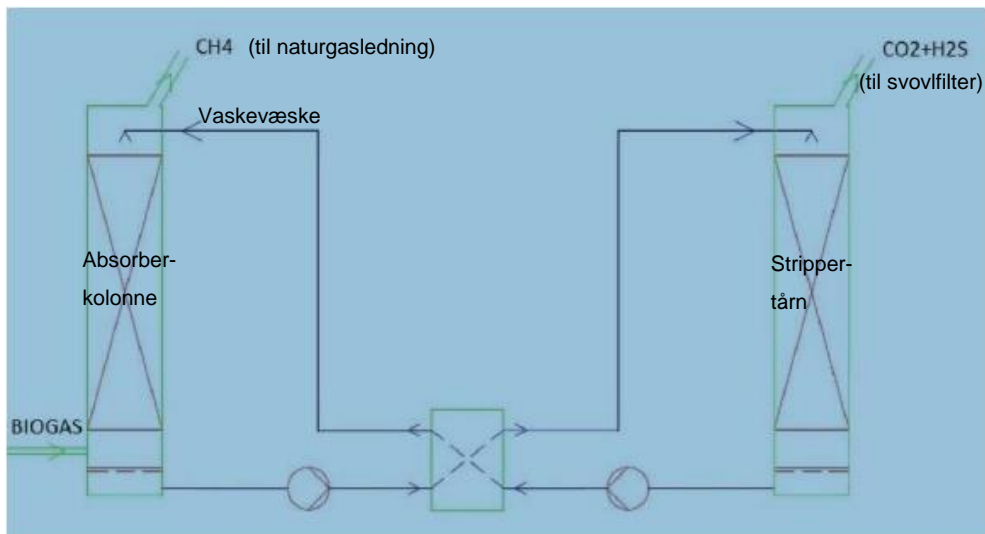 CH4 (til naturgasledning)
CO2+H2S
(til svovlfilter)
Vaskevæske
Absorber-
kolonne
Stripper-
tårn
BIOGAS